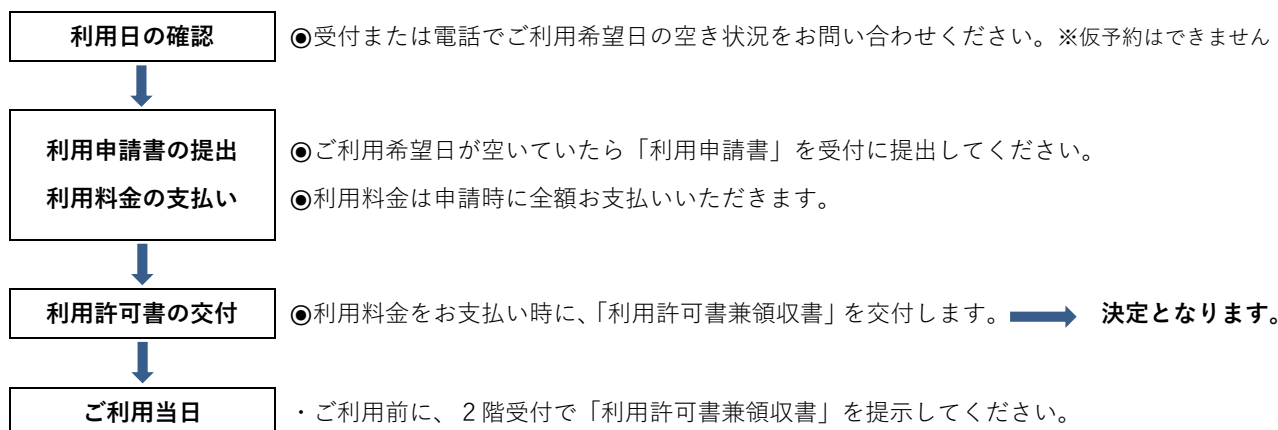 利用日の確認 ◉受付または電話でご利用希望日の空き状況をお問い合わせください。※仮予約はできません
利用申請書の提出 ◉ご利用希望日が空いていたら「利用申請書」を受付に提出してください。
利用料金の支払い ◉利用料金は申請時に全額お支払いいただきます。
利用許可書の交付 ◉利用料金をお支払い時に、「利用許可書兼領収書」を交付します。 決定となります。
ご利用当日 ・ご利用前に、２階受付で「利用許可書兼領収書」を提示してください。